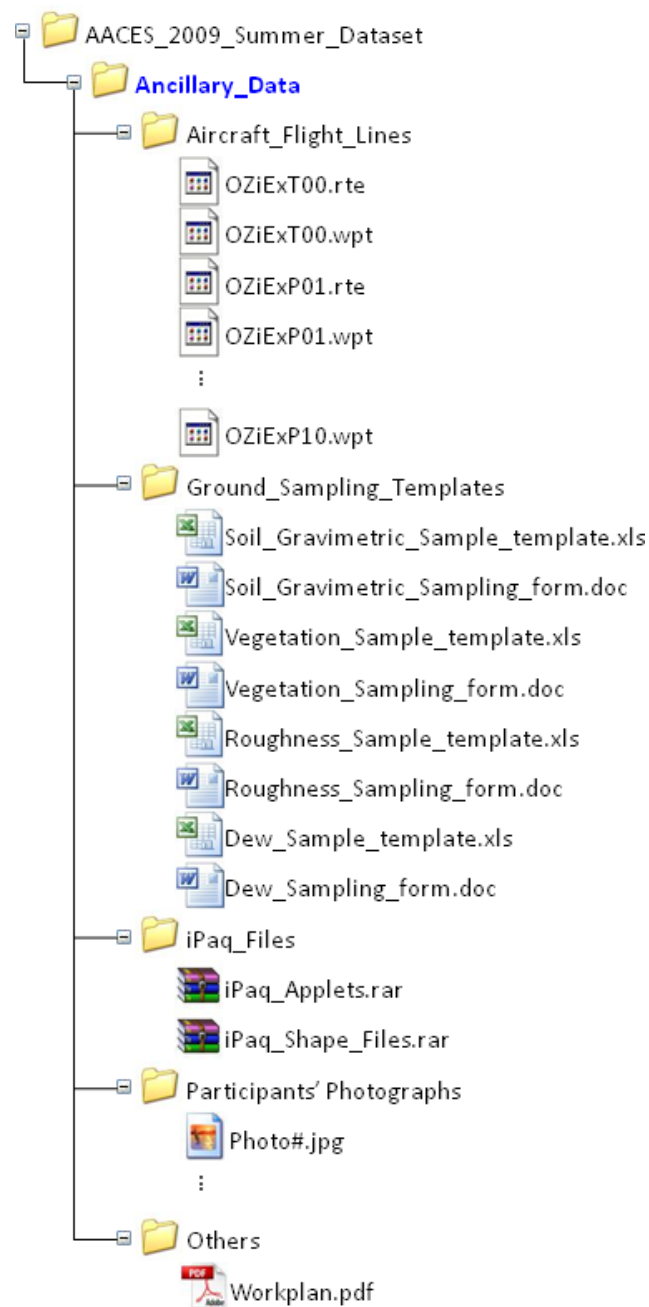 AACES_2009_Summer_Dataset
Ancillary_Data
Aircraft_Flight_Lines
OZiExT00.rte
OZiExT00.wpt
OZiExP01.rte
OZiExP01.wpt
⋮
OZiExP10.wpt
Ground_Sampling_Templates
Soil_Gravimetric_Sample_template.xls
Soil_Gravimetric_Sampling_form.doc
Vegetation_Sample_template.xls
Vegetation_Sampling_form.doc
Roughness_Sample_template.xls
Roughness_Sampling_form.doc
Dew_Sample_template.xls
Dew_Sampling_form.doc
iPaq_Files
iPaq_Applets.rar
iPaq_Shape_Files.rar
Participants’ Photographs
Photo#.jpg
⋮
Others
Workplan.pdf